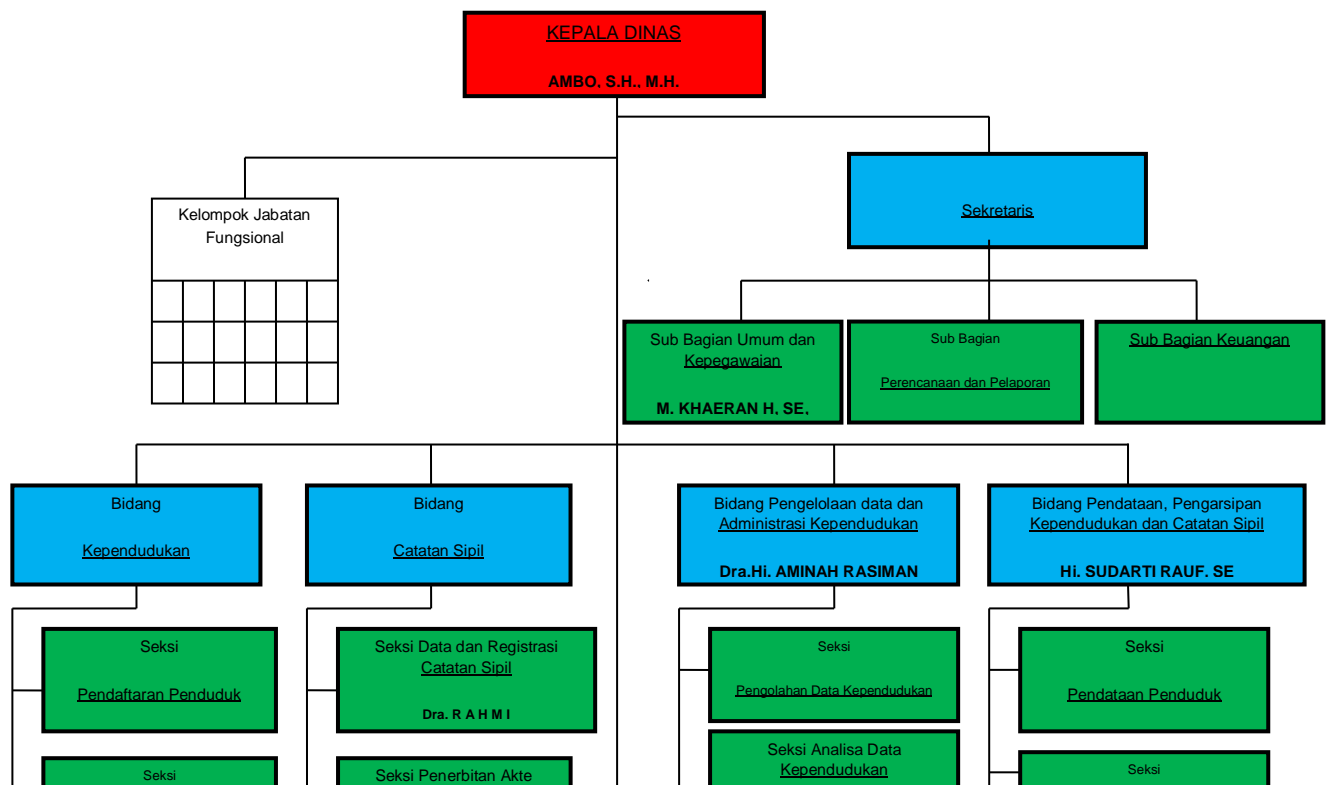 KEPALA DINAS
AMBO, S.H., M.H.
Kelompok Jabatan
Fungsional
Sekretaris
Sub Bagian Umum dan
Kepegawaian
M. KHAERAN H, SE,
Sub Bagian
Perencanaan dan Pelaporan
Sub Bagian Keuangan
Bidang
Kependudukan
Bidang
Catatan Sipil
Bidang Pengelolaan data dan
Administrasi Kependudukan
Dra.Hi. AMINAH RASIMAN
Bidang Pendataan, Pengarsipan
Kependudukan dan Catatan Sipil
Hi. SUDARTI RAUF. SE
Seksi
Pendaftaran Penduduk
Seksi Data dan Registrasi
Catatan Sipil
Dra. R A H M I
Seksi
Pengolahan Data Kependudukan
Seksi
Pendataan Penduduk
Seksi
Seksi Penerbitan Akte
Seksi Analisa Data
Kependudukan
Seksi